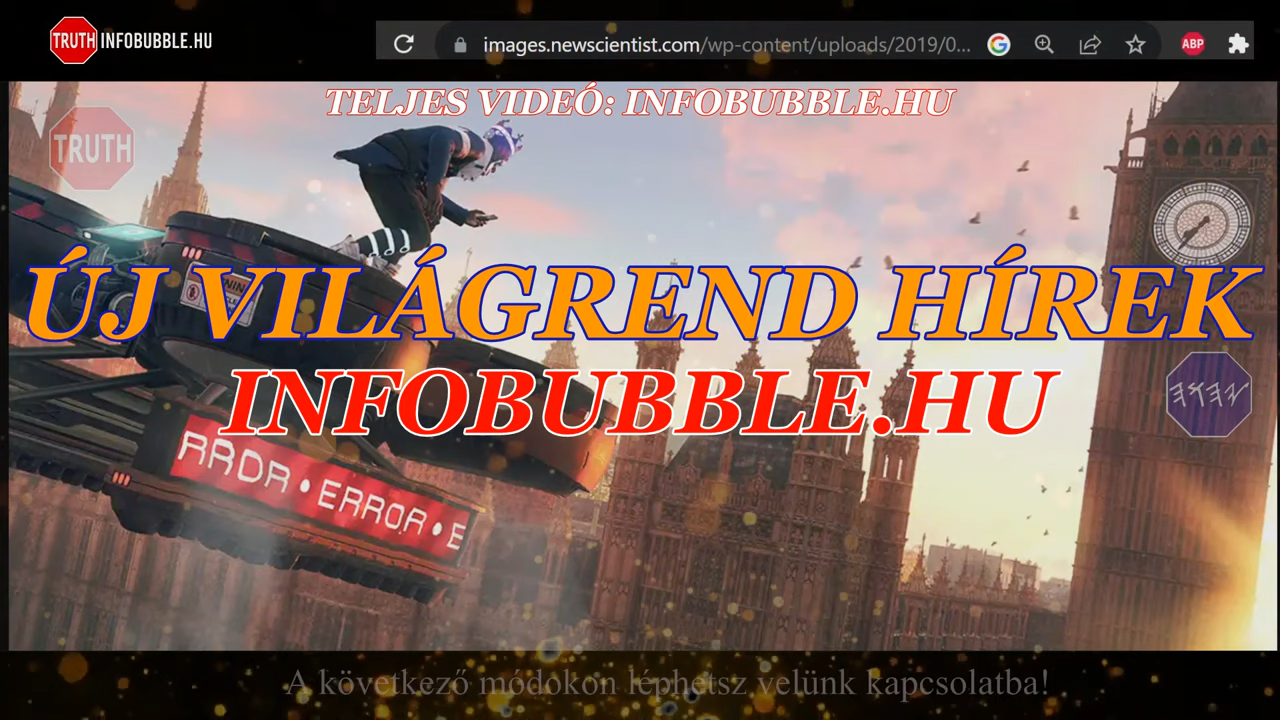 TRUTH INFOBUBBLE.HU
images.newscientist.com/wp-content/uploads/2019/0...
ABP
TELJES VIDEÓ: INFOBUBBLE.HU
TRUTH
ÚJ VILÁGREND HÍREK
INFOBUBBLE.HU
ERROR • E
A következő módokon léphetsz velünk kapcsolatba!